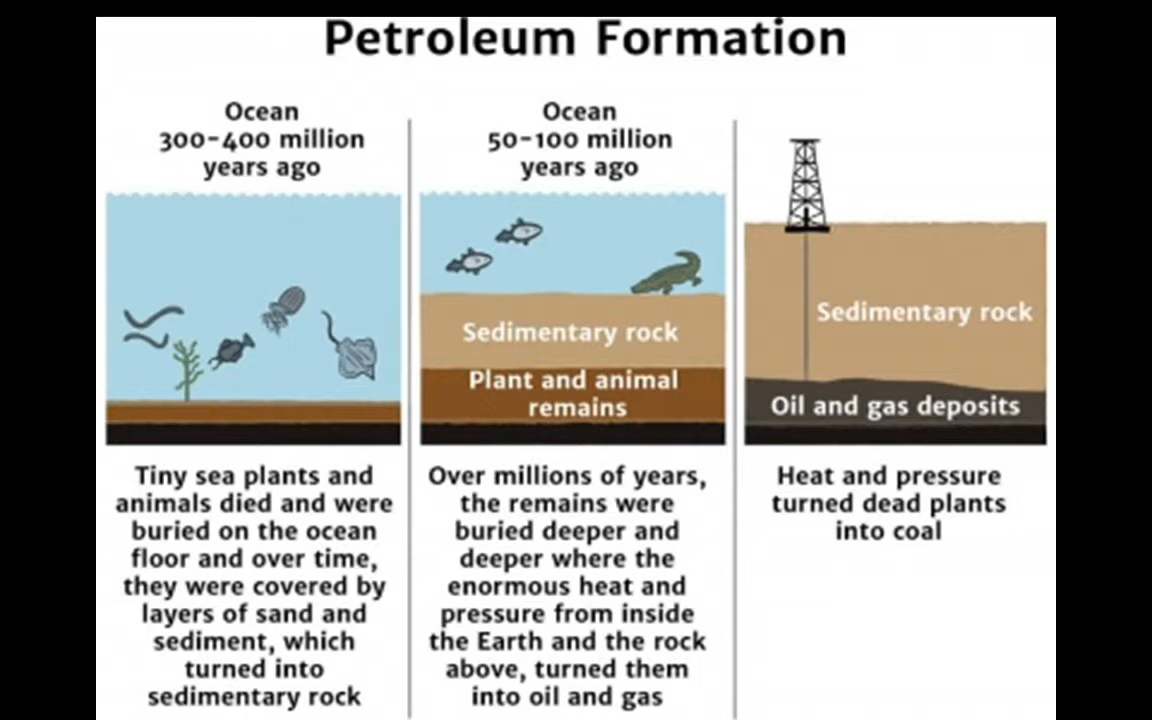 Petroleum Formation
Ocean
300-400 million
years ago
Tiny sea plants and
animals died and were
buried on the ocean
floor and over time,
they were covered by
layers of sand and
sediment, which
turned into
sedimentary rock
Ocean
50-100 million
years ago
Sedimentary rock
Plant and animal
remains
Over millions of years,
the remains were
buried deeper and
deeper where the
enormous heat and
pressure from inside
the Earth and the rock
above, turned them
into oil and gas
Sedimentary rock
Oil and gas deposits
Heat and pressure
turned dead plants
into coal